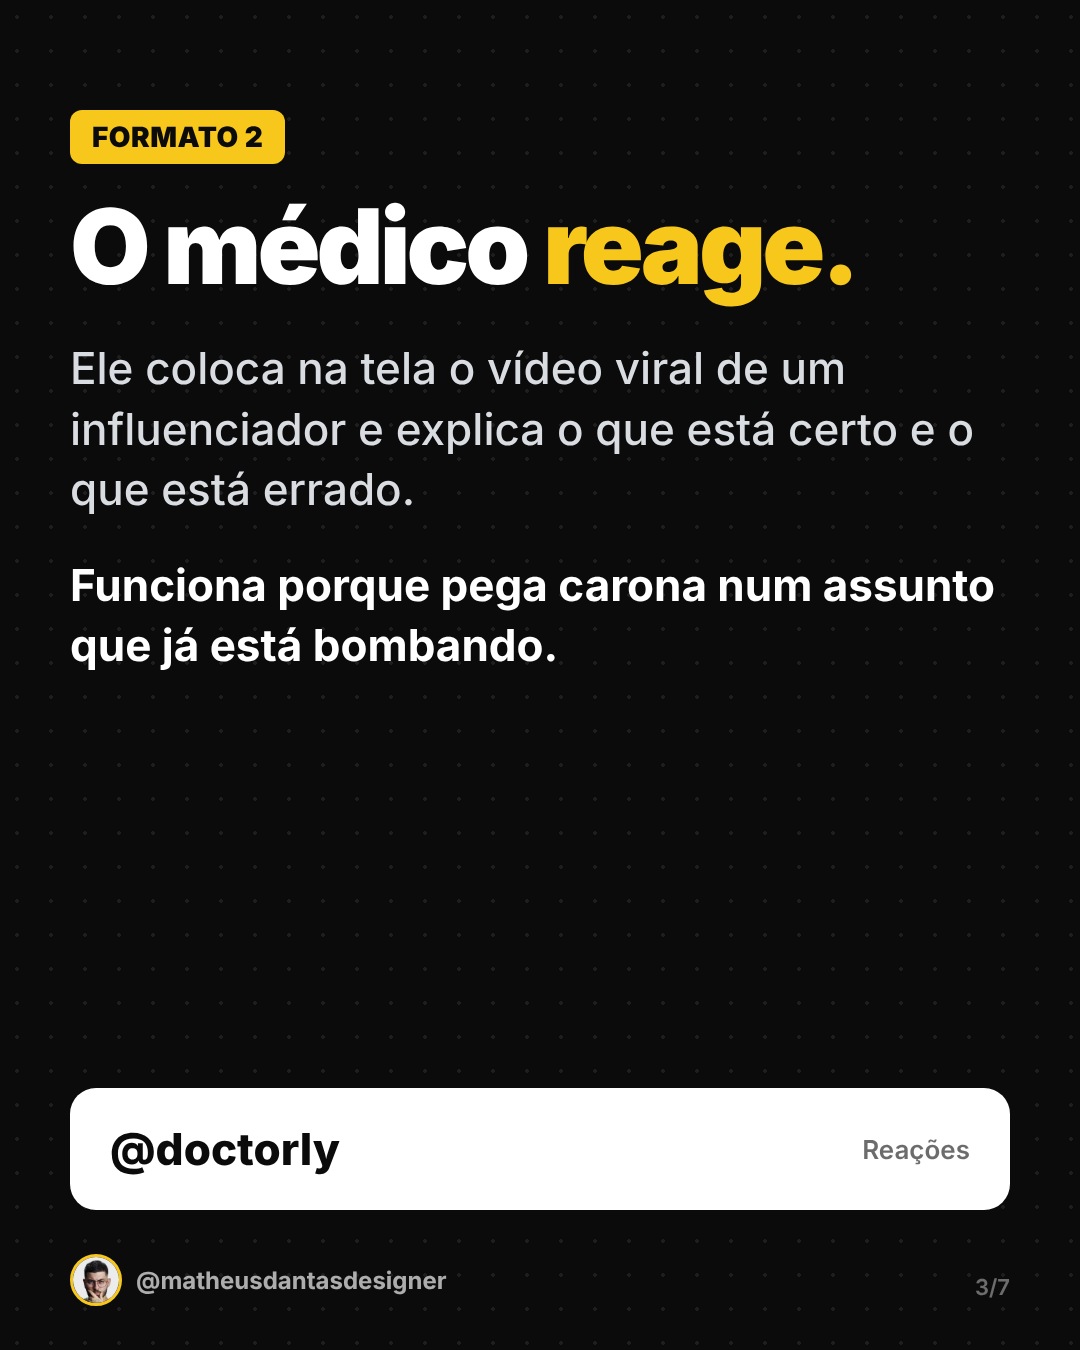 FORMATO 2
O médico reage.
Ele coloca na tela o vídeo viral de um
influenciador e explica o que está certo e o
que está errado.
Funciona porque pega carona num assunto
que já está bombando.
@doctorly
Reações
@matheusdantasdesigner
3/7